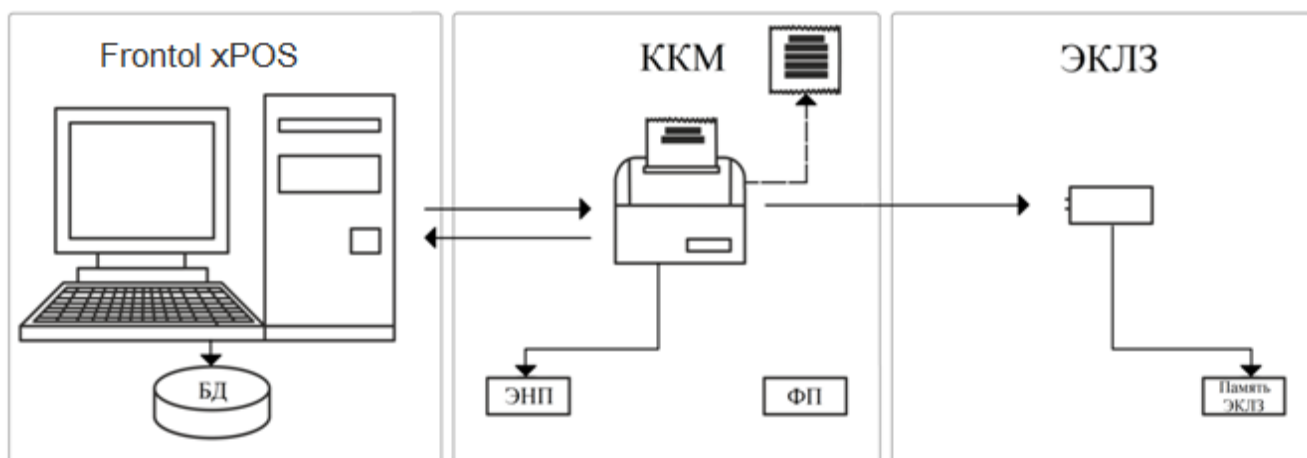 Frontol xPOS
ККМ
ЭКЛЗ
БД
ЭНП
ФП
Память
ЭКЛЗ